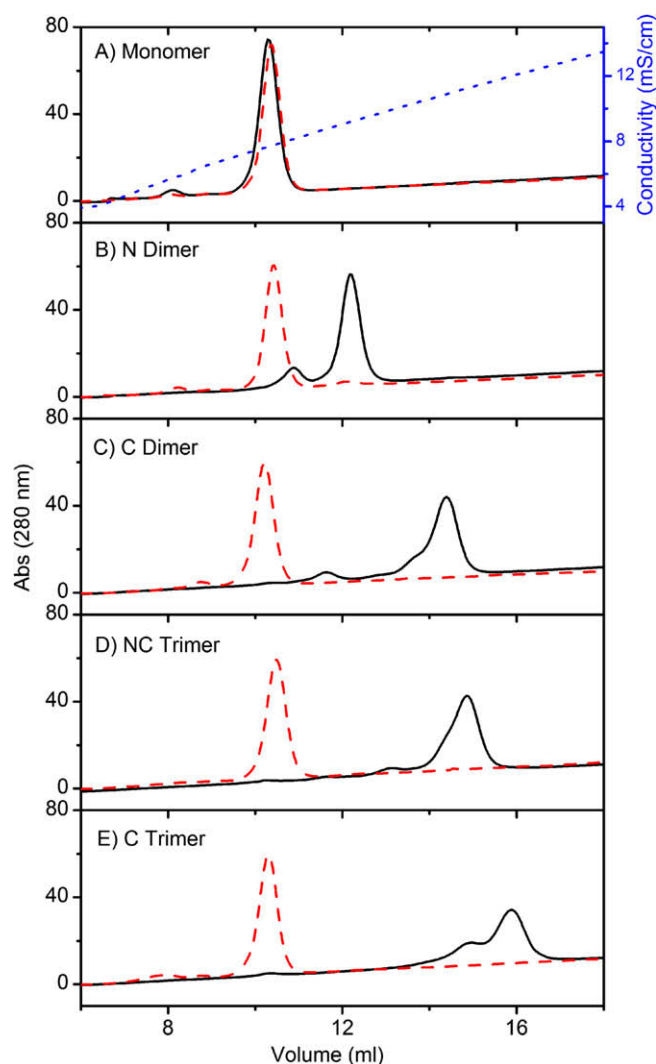 80
A) Monomer
40
0
12
8
4
Conductivity (mS/cm)
80
B) N Dimer
40
0
80
C) C Dimer
40
0
80
D) NC Trimer
40
0
80
E) C Trimer
40
0
Abs (280 nm)
8 12 16
Volume (ml)